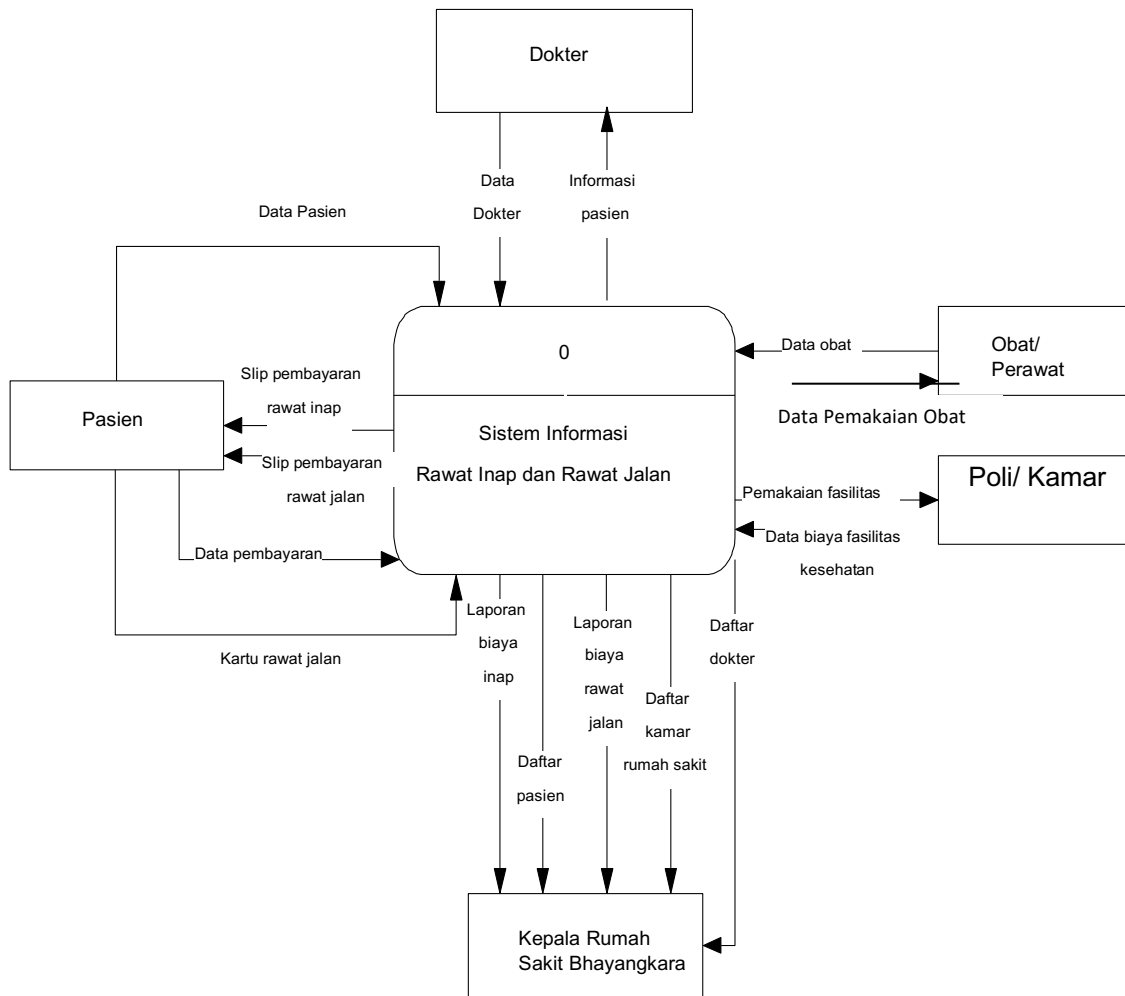 Dokter
Data
Dokter
Informasi
pasien
Data Pasien
0
Sistem Informasi
Rawat Inap dan Rawat Jalan
Data obat
Obat/
Perawat
Data Pemakaian Obat
Slip pembayaran
rawat inap
Pasien
Slip pembayaran
rawat jalan
Poli/ Kamar
Pemakaian fasilitas
Data biaya fasilitas
kesehatan
Data pembayaran
Kartu rawat jalan
Laporan
biaya
inap
Daftar
pasien
Laporan
biaya
rawat
jalan
Daftar
kamar
rumah sakit
Daftar
dokter
Kepala Rumah
Sakit Bhayangkara